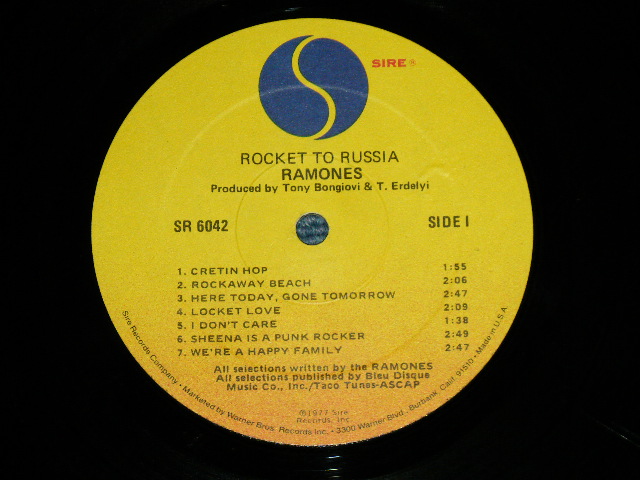 SIRE ®
ROCKET TO RUSSIA
RAMONES
Produced by Tony Bongiovi & T. Erdelyi
SR 6042
SIDE I
1. CRETIN HOP 1:55
2. ROCKAWAY BEACH 2:06
3. HERE TODAY, GONE TOMORROW 2:47
4. LOCKET LOVE 2:09
5. I DON'T CARE 1:38
6. SHEENA IS A PUNK ROCKER 2:49
7. WE'RE A HAPPY FAMILY 2:47
All selections written by the RAMONES
All selections published by Bleu Disque
Music Co., Inc./Taco Tunes-ASCAP
℗1977 Sire
Records, Inc.
Sire Records Company • Marketed by Warner Bros. Records Inc. • 3300 Warner Blvd., Burbank, Calif. 91510 • Made in U.S.A.